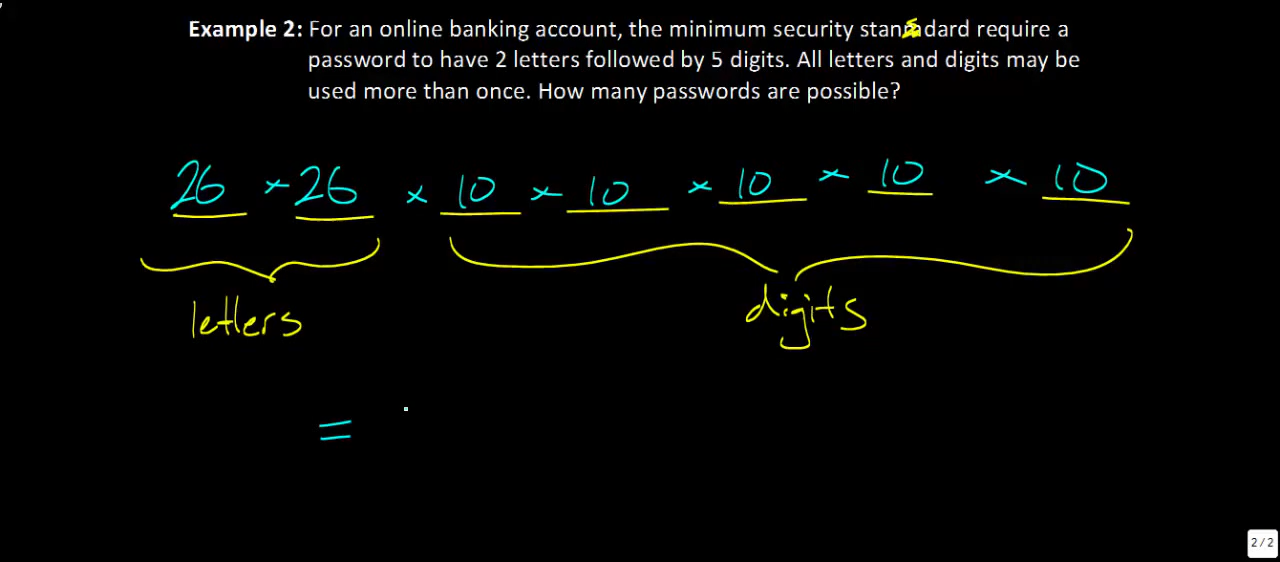 Example 2: For an online banking account, the minimum security standard require a
password to have 2 letters followed by 5 digits. All letters and digits may be
used more than once. How many passwords are possible?
26 × 26 × 10 × 10 × 10 × 10 × 10
letters digits
=
2 / 2